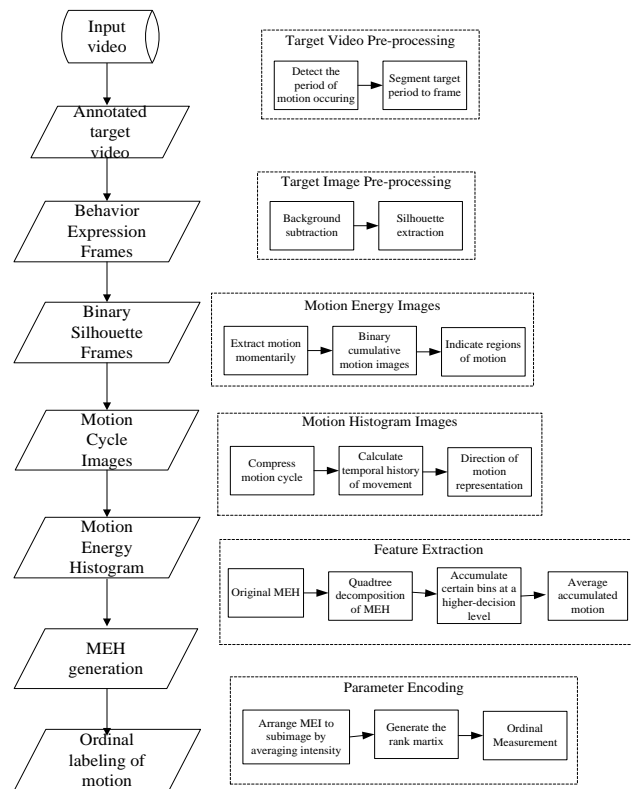 Input
video
Annotated
target
video
Behavior
Expression
Frames
Binary
Silhouette
Frames
Motion
Cycle
Images
Motion
Energy
Histogram
MEH
generation
Ordinal
labeling of
motion
Target Video Pre-processing
Detect the
period of
motion occuring
Segment target
period to frame
Target Image Pre-processing
Background
subtraction
Silhouette
extraction
Motion Energy Images
Extract motion
momentarily
Binary
cumulative
motion images
Indicate regions
of motion
Motion Histogram Images
Compress
motion cycle
Calculate
temporal history
of movement
Direction of
motion
representation
Feature Extraction
Original MEH
Quadtree
decomposition
of MEH
Accumulate
certain bins at a
higher-decision
level
Average
accumulated
motion
Parameter Encoding
Arrange MEI to
subimage by
averaging intensity
Generate the
rank martix
Ordinal
Measurement